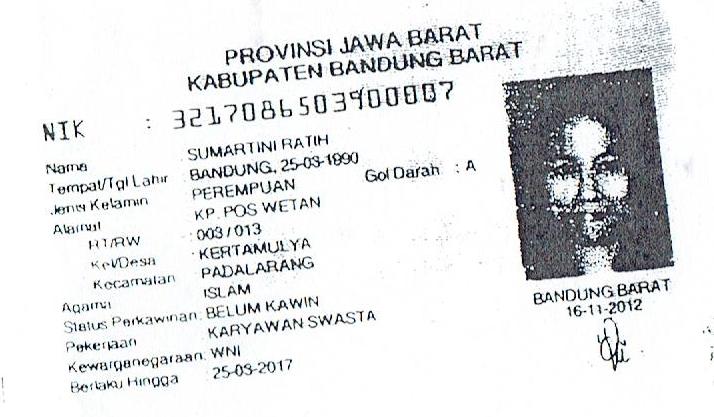 PROVINSI JAWA BARAT
KABUPATEN BANDUNG BARAT
NIK : 3217086503900007
Nama : SUMARTINI RATIH
Tempat/Tgl Lahir : BANDUNG, 25-03-1990
Jenis Kelamin : PEREMPUAN Gol Darah : A
Alamat : KP. POS WETAN
RT/RW : 003 / 013
Kel/Desa : KERTAMULYA
Kecamatan : PADALARANG
Agama : ISLAM
Status Perkawinan: BELUM KAWIN
Pekerjaan : KARYAWAN SWASTA
Kewarganegaraan: WNI
Berlaku Hingga : 25-03-2017
BANDUNG BARAT
16-11-2012